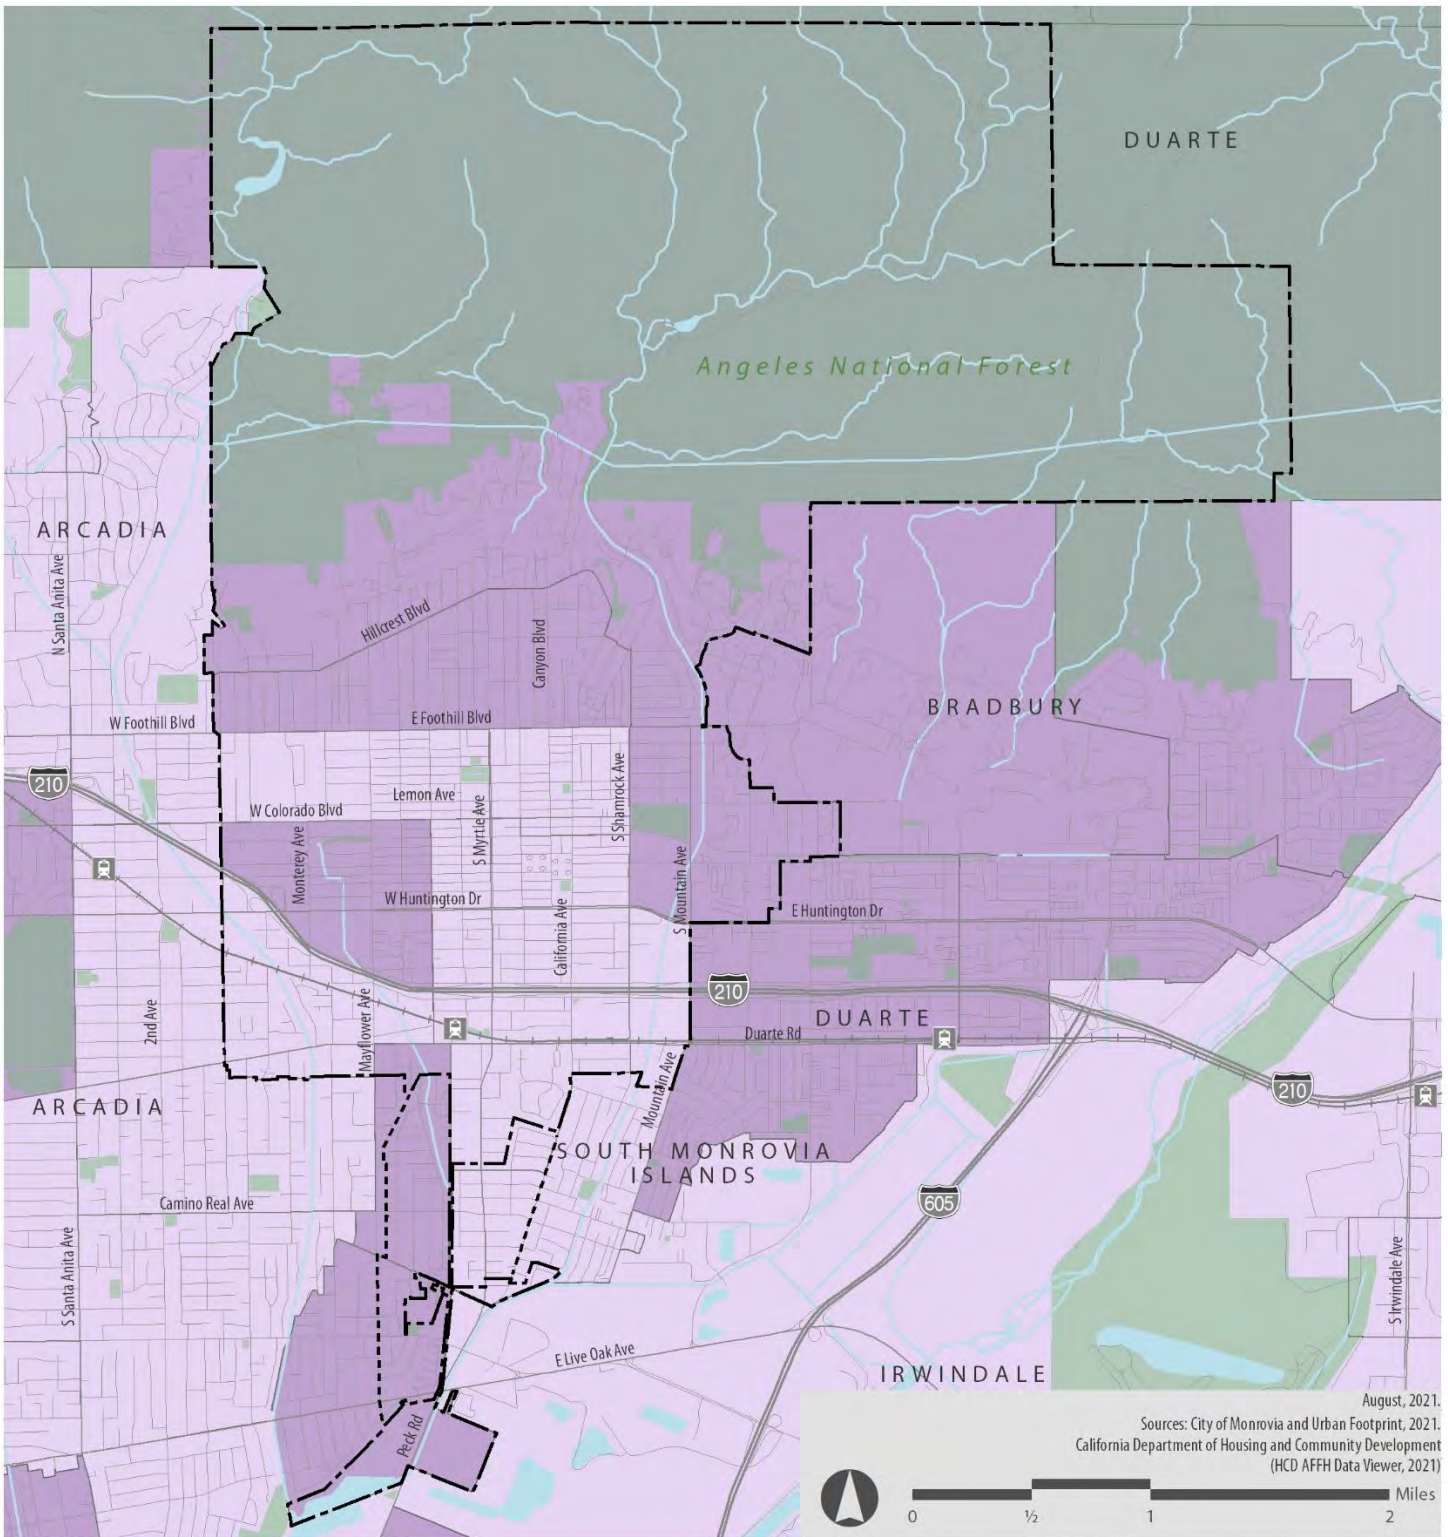 DUARTE
Angeles National Forest
ARCADIA
N Santa Anita Ave
Hillcrest Blvd
Canyon Blvd
BRADBURY
W Foothill Blvd
E Foothill Blvd
210
Lemon Ave
W Colorado Blvd
S Myrtle Ave
S Shamrock Ave
Monterey Ave
S Mountain Ave
W Huntington Dr
E Huntington Dr
California Ave
210
2nd Ave
Mayflower Ave
DUARTE
Duarte Rd
210
ARCADIA
Mountain Ave
SOUTH MONROVIA
ISLANDS
Camino Real Ave
605
S Santa Anita Ave
S Irwindale Ave
E Live Oak Ave
IRWINDALE
Peck Rd
August, 2021.
Sources: City of Monrovia and Urban Footprint, 2021.
California Department of Housing and Community Development
(HCD AFFH Data Viewer, 2021)
Miles
0 ½ 1 2